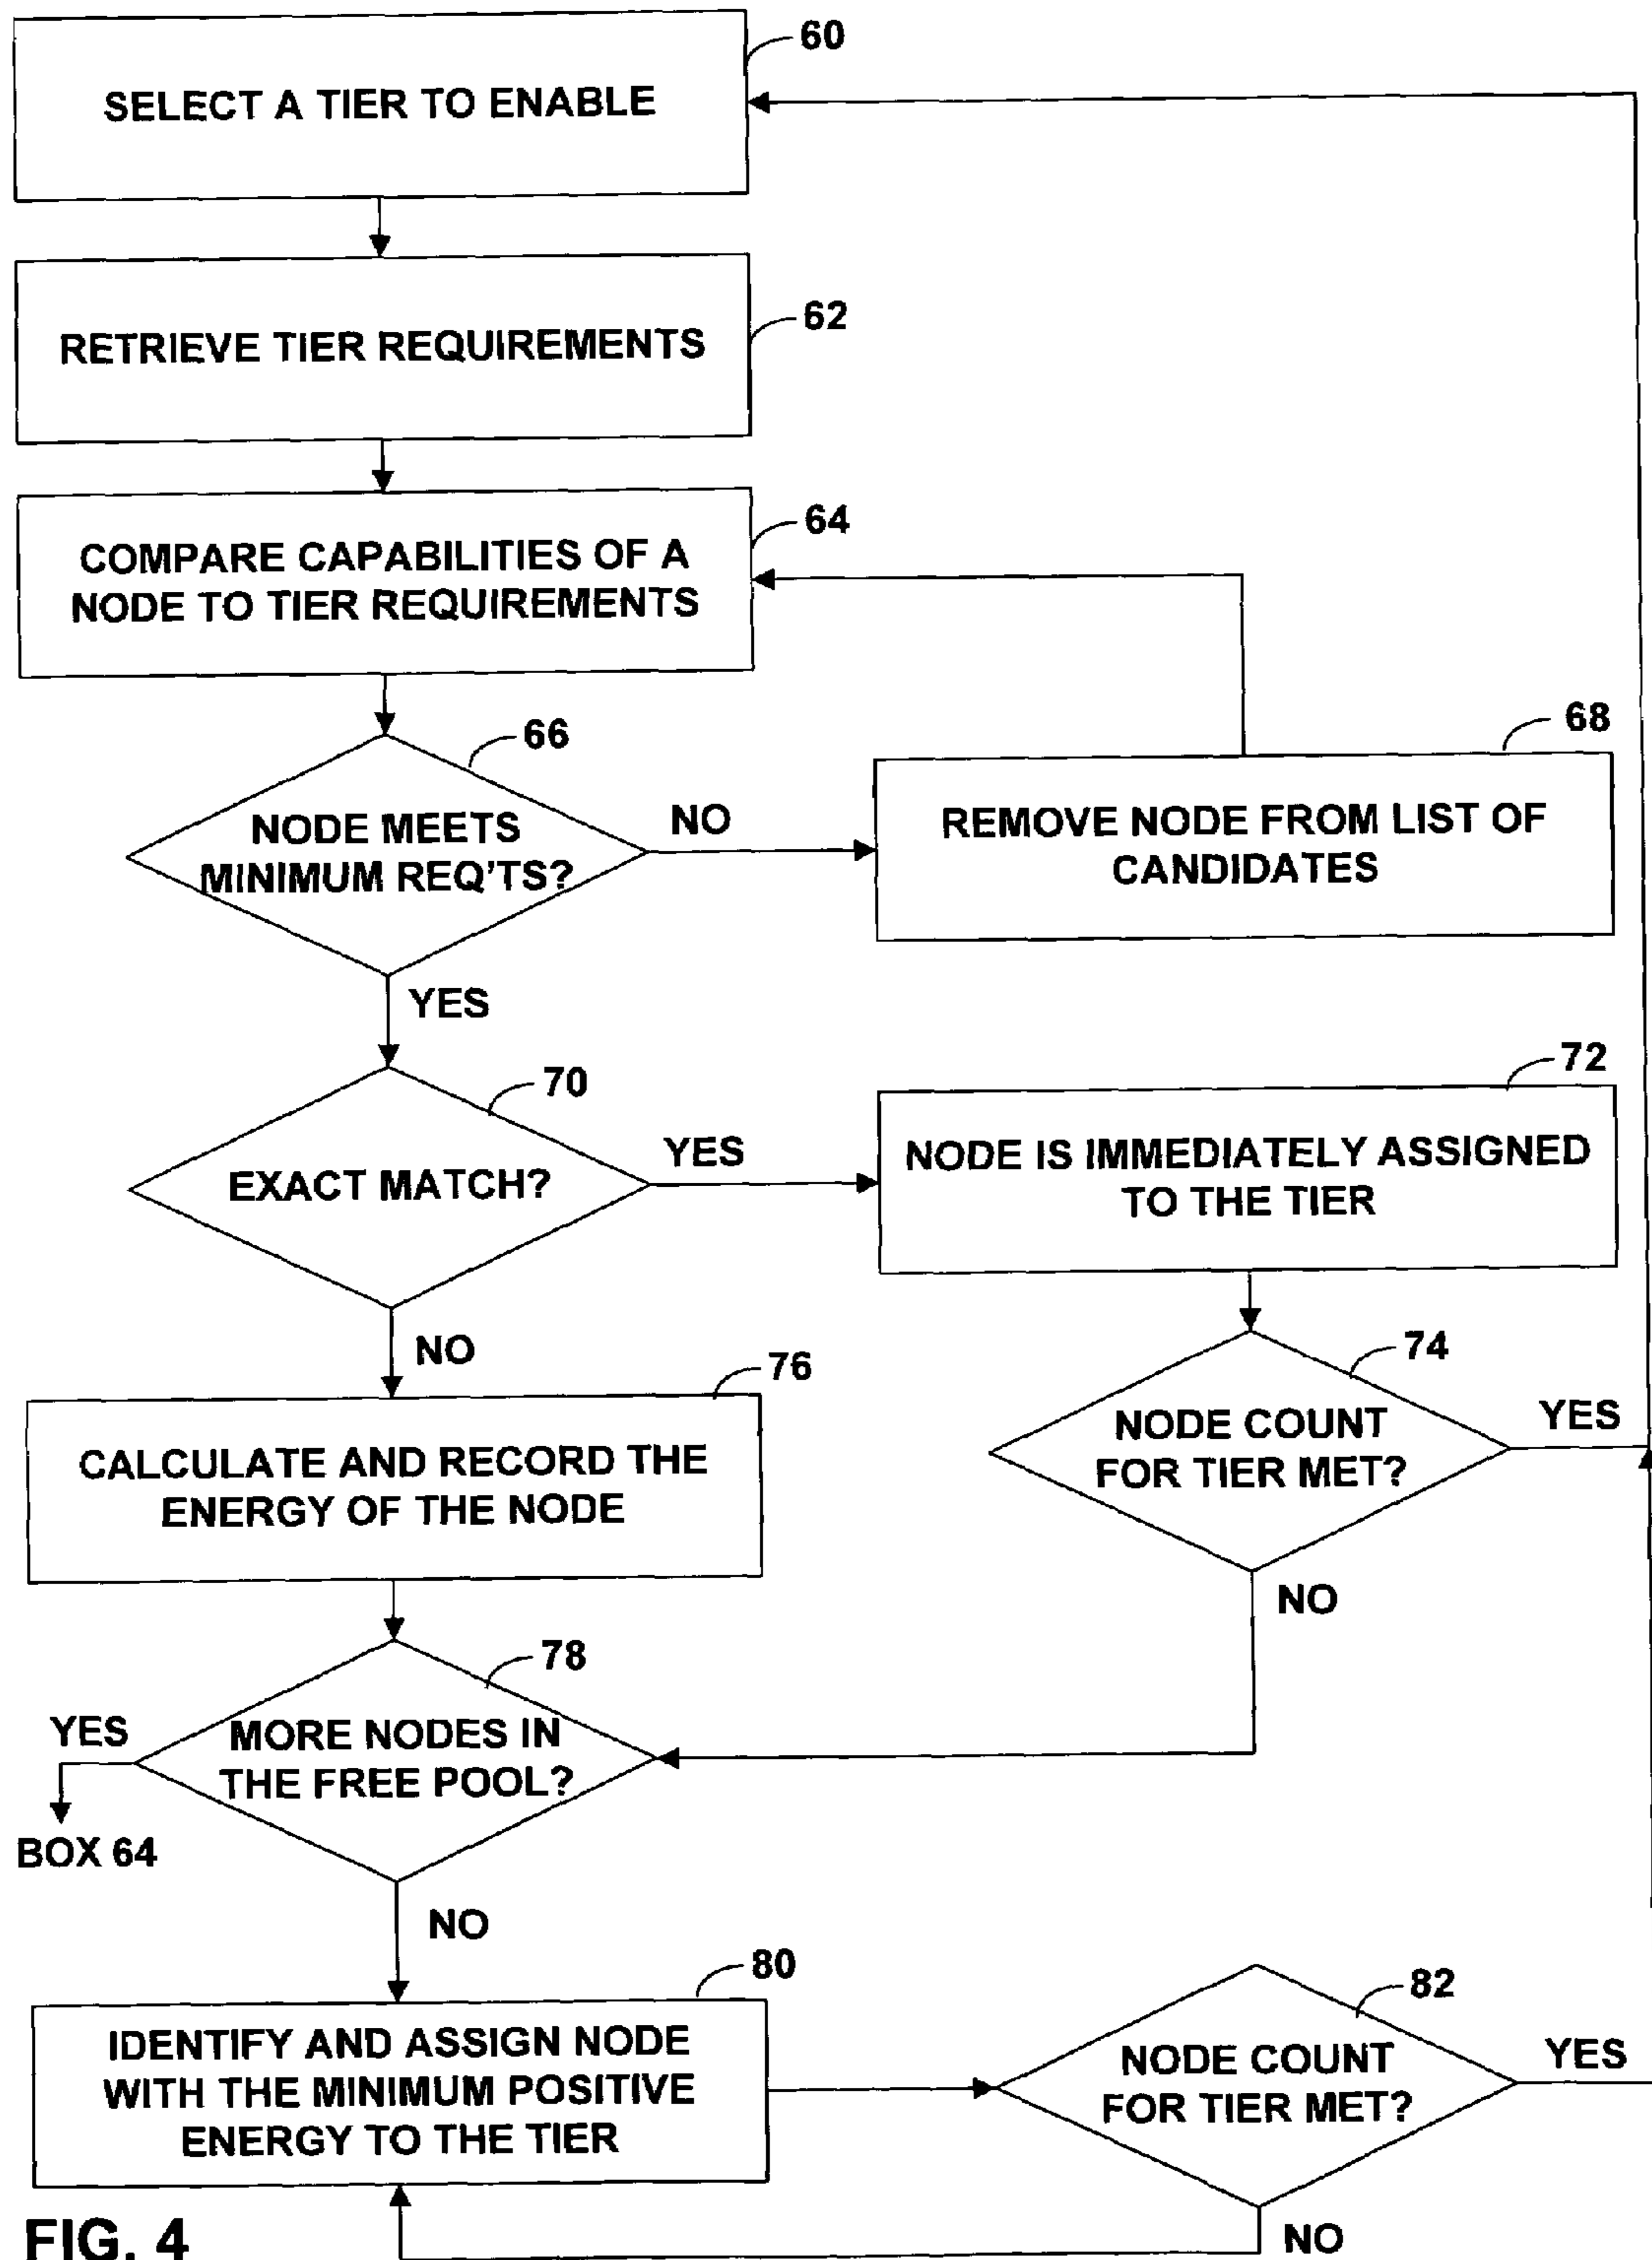 60
SELECT A TIER TO ENABLE
62
RETRIEVE TIER REQUIREMENTS
64
COMPARE CAPABILITIES OF A
NODE TO TIER REQUIREMENTS
66
NODE MEETS
MINIMUM REQ'TS?
NO
68
REMOVE NODE FROM LIST OF
CANDIDATES
YES
70
EXACT MATCH?
YES
72
NODE IS IMMEDIATELY ASSIGNED
TO THE TIER
NO
74
NODE COUNT
FOR TIER MET?
YES
NO
76
CALCULATE AND RECORD THE
ENERGY OF THE NODE
78
MORE NODES IN
THE FREE POOL?
YES
BOX 64
NO
80
IDENTIFY AND ASSIGN NODE
WITH THE MINIMUM POSITIVE
ENERGY TO THE TIER
82
NODE COUNT
FOR TIER MET?
YES
NO
FIG. 4